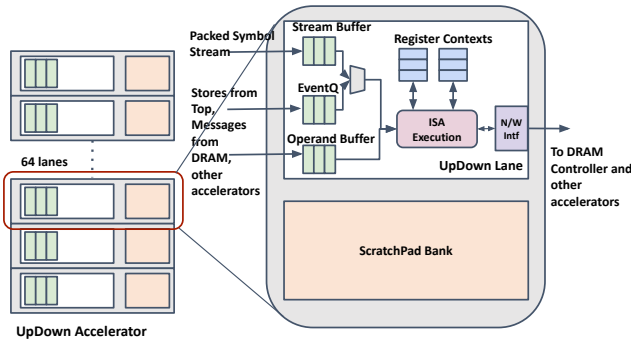 Packed Symbol
Stream
Stores from
Top,
Messages
from
DRAM,
other
accelerators
64 lanes
UpDown Accelerator
Stream Buffer
EventQ
Operand Buffer
Register Contexts
ISA
Execution
N/W
Intf
UpDown Lane
ScratchPad Bank
To DRAM
Controller and
other
accelerators